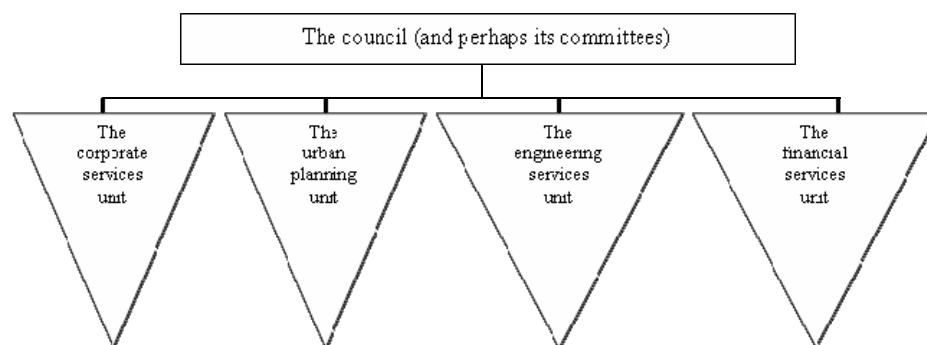 The council (and perhaps its committees)
The
corporate
services
unit
The
urban
planning
unit
The
engineering
services
unit
The
financial
services
unit